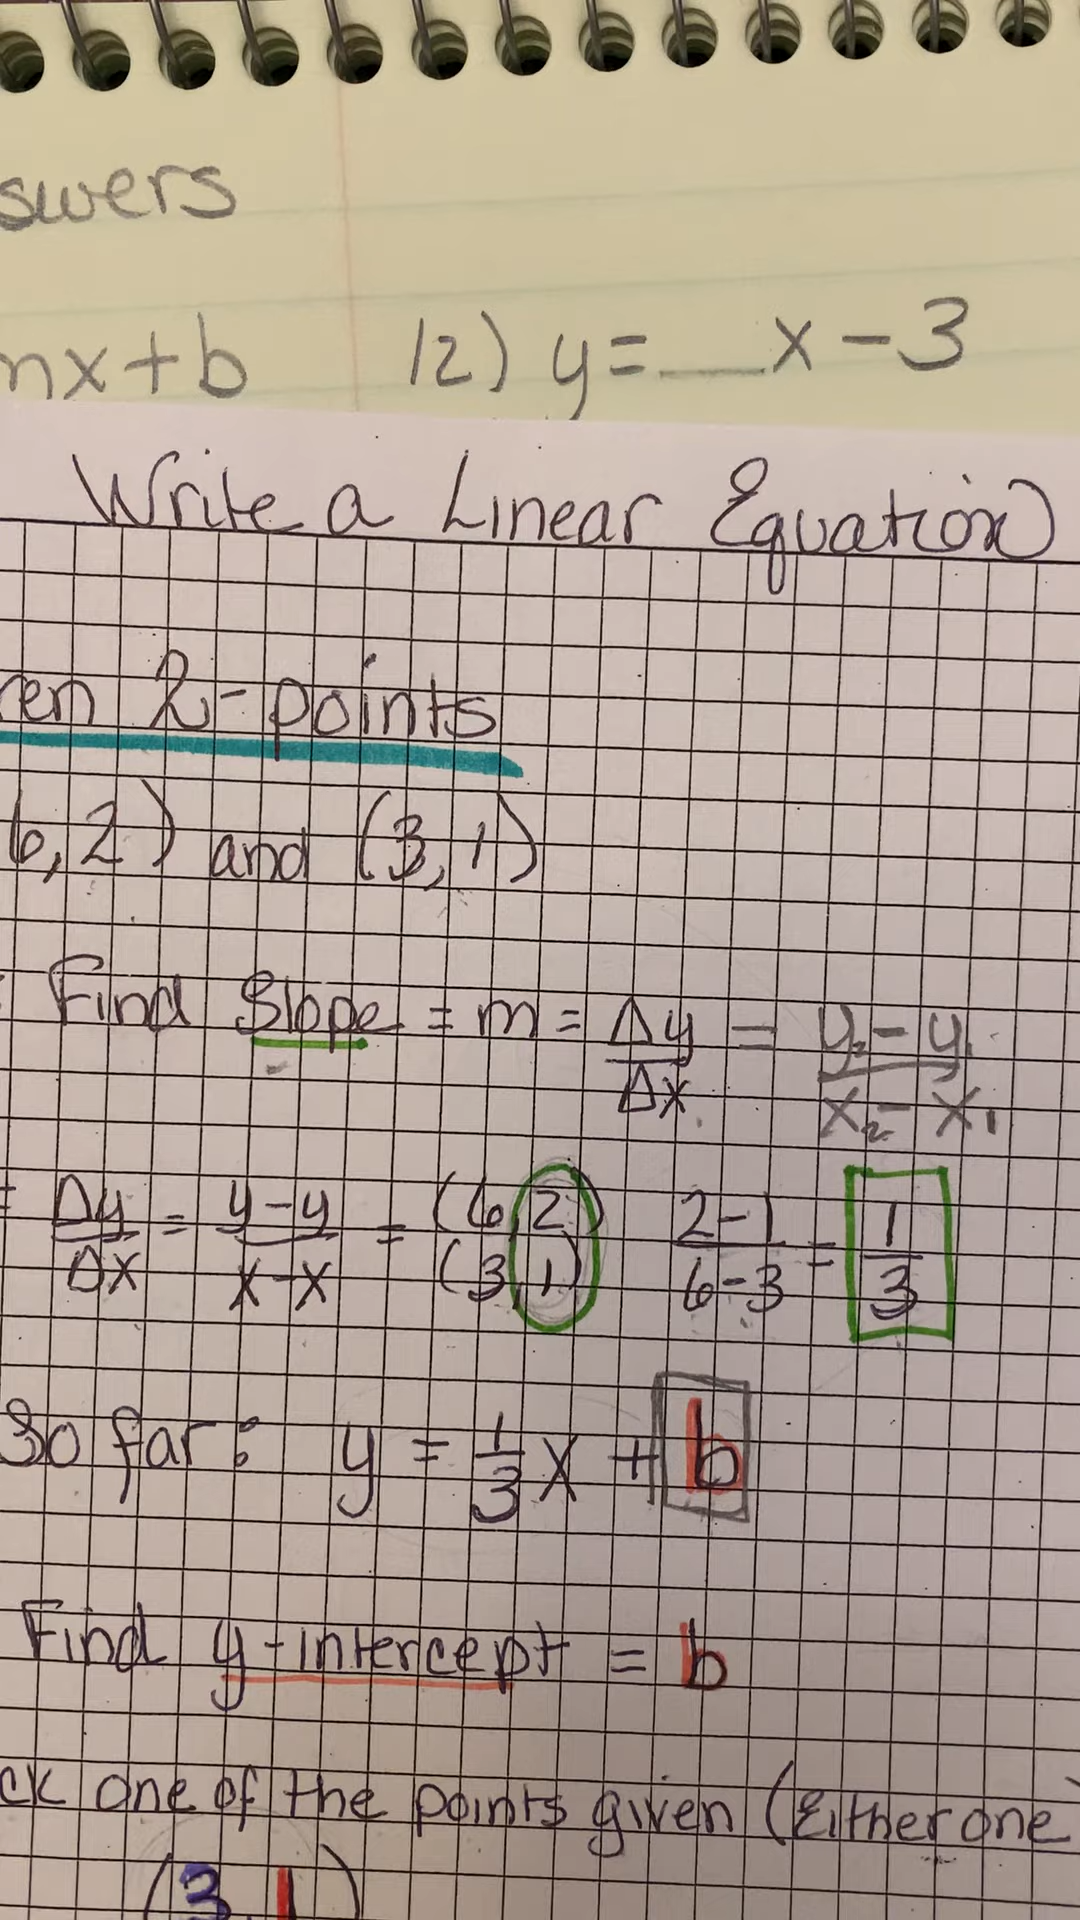 swers
mx+b 12) y=__x-3
Write a Linear Equation
en 2-points
6,2) and (3,1)
Find Slope = m = Δy/Δx = y₂-y₁/x₂-x₁
= Δy/Δx = y-y/x-x = (6,2)/(3,1) 2-1/6-3 = 1/3
So far: y = 1/3 x + b
Find y-intercept = b
ck one of the points given (Either one)
(3,1)